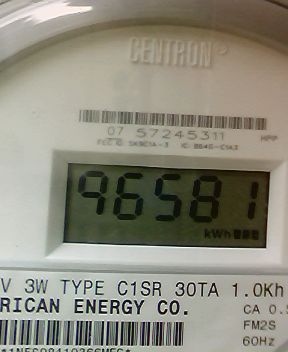 CENTRON®
07 57245311 HPP
96581
kWh
V 3W TYPE C1SR 30TA 1.0Kh
RICAN ENERGY CO.
CA 0.5
FM2S
60Hz